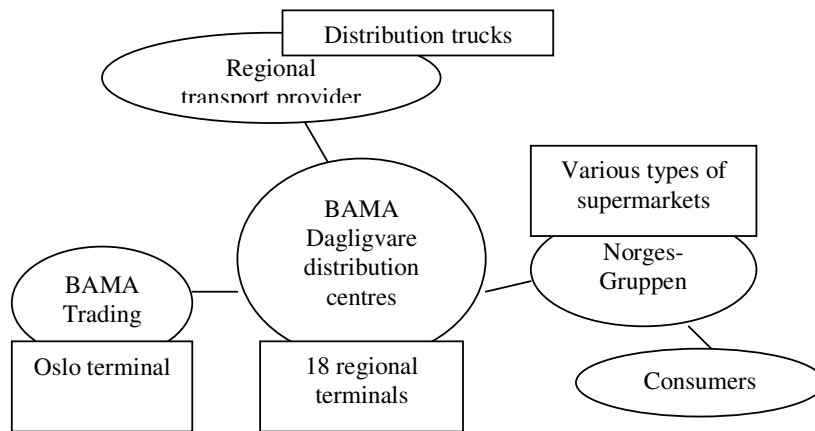 Distribution trucks
Regional
transport provider
Various types of
supermarkets
BAMA
Dagligvare
distribution
centres
Norges-
Gruppen
BAMA
Trading
Oslo terminal
18 regional
terminals
Consumers